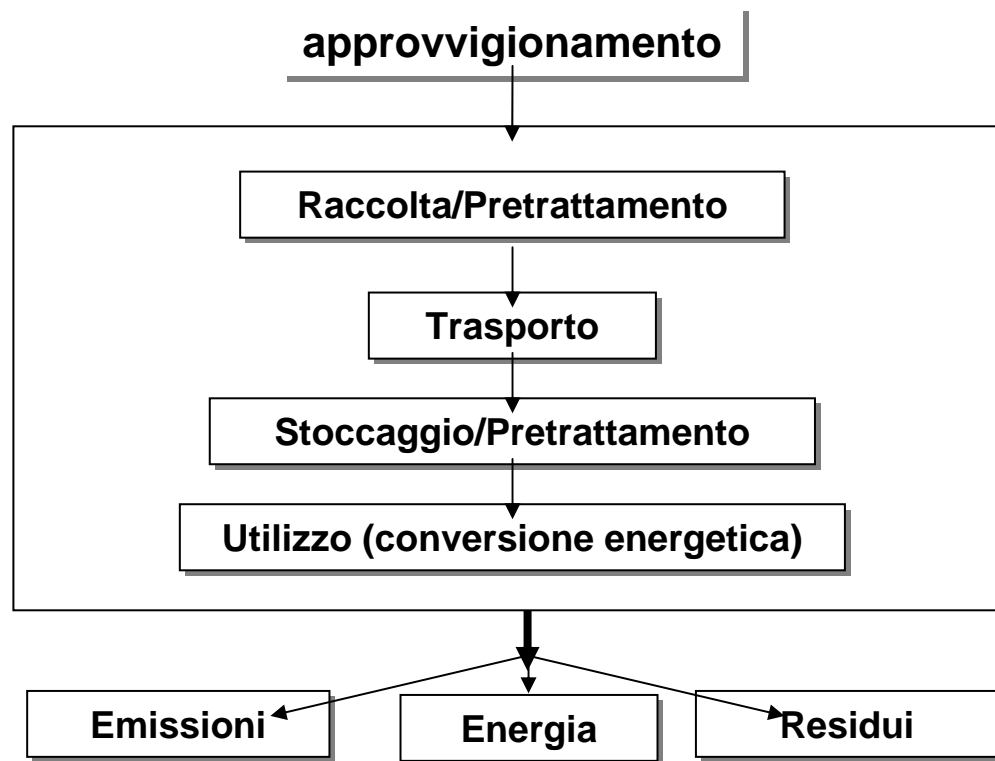 approvvigionamento
Raccolta/Pretrattamento
Trasporto
Stoccaggio/Pretrattamento
Utilizzo (conversione energetica)
Emissioni
Energia
Residui